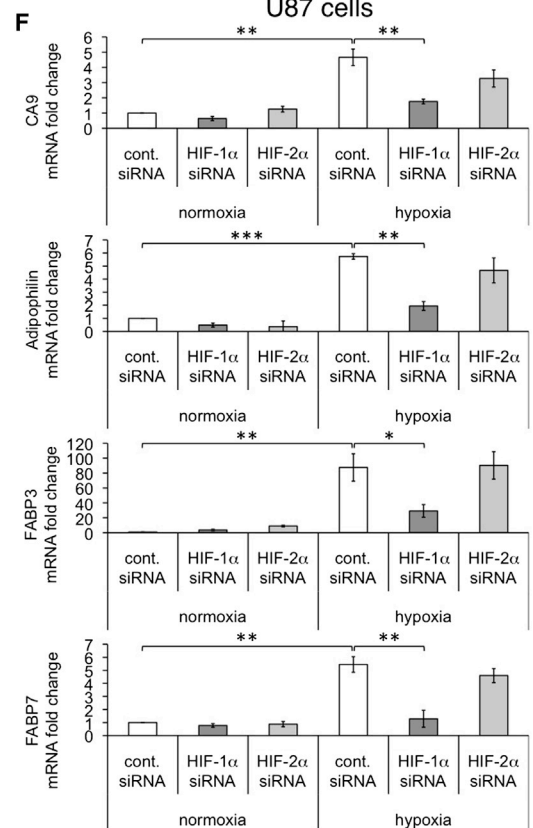 F
U87 cells
CA9
mRNA fold change
6
5
4
3
2
1
0
** **
cont. siRNA
HIF-1α siRNA
HIF-2α siRNA
cont. siRNA
HIF-1α siRNA
HIF-2α siRNA
normoxia hypoxia
Adipophilin
mRNA fold change
7
6
5
4
3
2
1
0
*** **
cont. siRNA
HIF-1α siRNA
HIF-2α siRNA
cont. siRNA
HIF-1α siRNA
HIF-2α siRNA
normoxia hypoxia
FABP3
mRNA fold change
120
100
80
60
40
20
0
** *
cont. siRNA
HIF-1α siRNA
HIF-2α siRNA
cont. siRNA
HIF-1α siRNA
HIF-2α siRNA
normoxia hypoxia
FABP7
mRNA fold change
7
6
5
4
3
2
1
0
** **
cont. siRNA
HIF-1α siRNA
HIF-2α siRNA
cont. siRNA
HIF-1α siRNA
HIF-2α siRNA
normoxia hypoxia